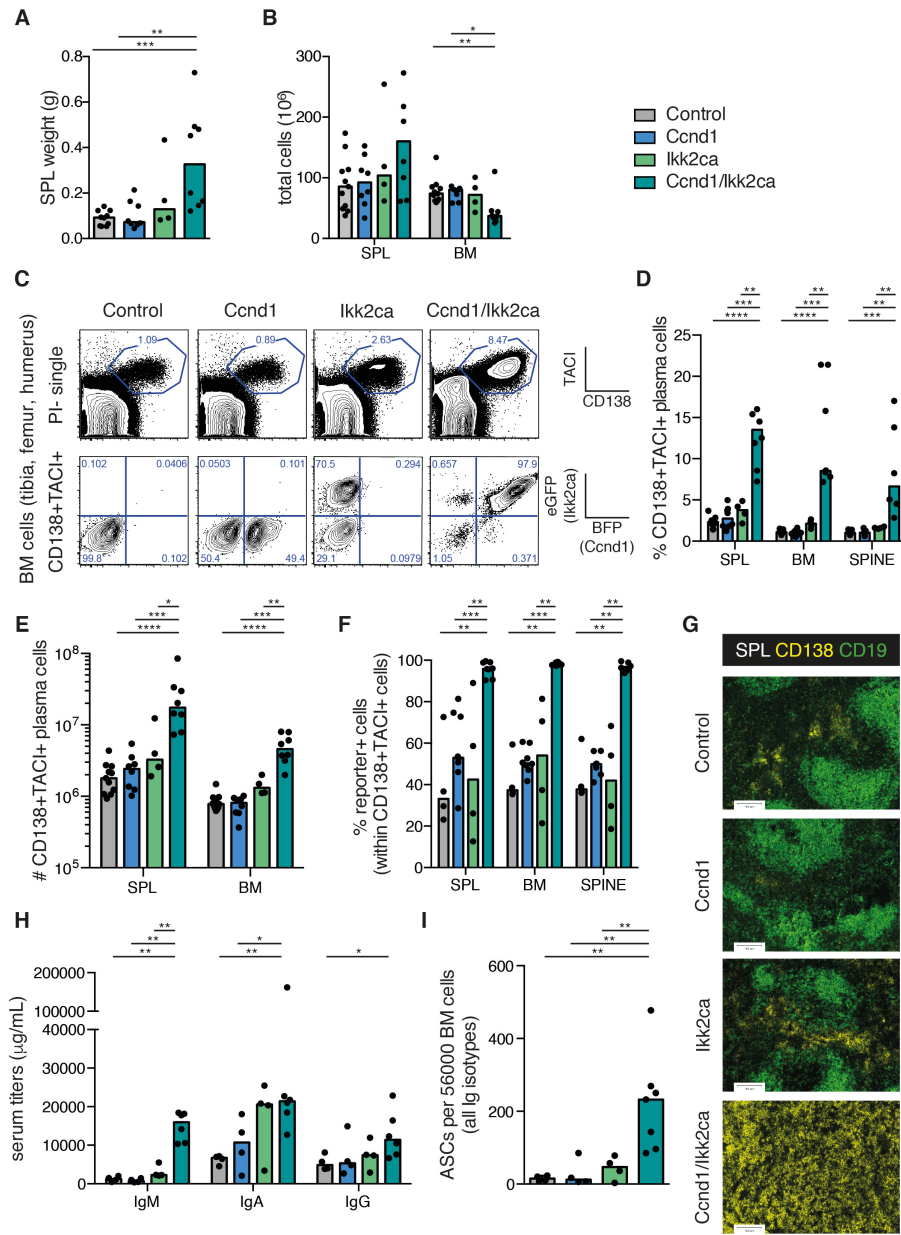 A
**
***
SPL weight (g)
0.8
0.6
0.4
0.2
0.0
B
*
**
total cells (10⁶)
300
200
100
0
SPL
BM
Control
Ccnd1
Ikk2ca
Ccnd1/Ikk2ca
C
Control
Ccnd1
Ikk2ca
Ccnd1/Ikk2ca
BM cells (tibia, femur, humerus)
PI- single
1.09
0.89
2.63
8.47
TACI
CD138
CD138+TACI+
0.102
0.0406
99.8
0.102
0.0503
0.101
50.4
49.4
70.5
0.294
29.1
0.0979
0.657
97.9
1.05
0.371
eGFP
(Ikk2ca)
BFP
(Ccnd1)
D
**
**
**
***
***
**
****
****
***
% CD138+TACI+ plasma cells
25
20
15
10
5
0
SPL
BM
SPINE
E
*
**
***
***
****
****
# CD138+TACI+ plasma cells
10⁸
10⁷
10⁶
10⁵
SPL
BM
F
**
**
**
***
***
**
**
**
**
% reporter+ cells
(within CD138+TACI+ cells)
100
80
60
40
20
0
SPL
BM
SPINE
G
SPL CD138 CD19
Control
Ccnd1
Ikk2ca
Ccnd1/Ikk2ca
H
**
**
*
**
**
*
serum titers (µg/mL)
200000
100000
40000
30000
20000
10000
0
IgM
IgA
IgG
I
**
**
**
ASCs per 56000 BM cells
(all Ig isotypes)
600
400
200
0